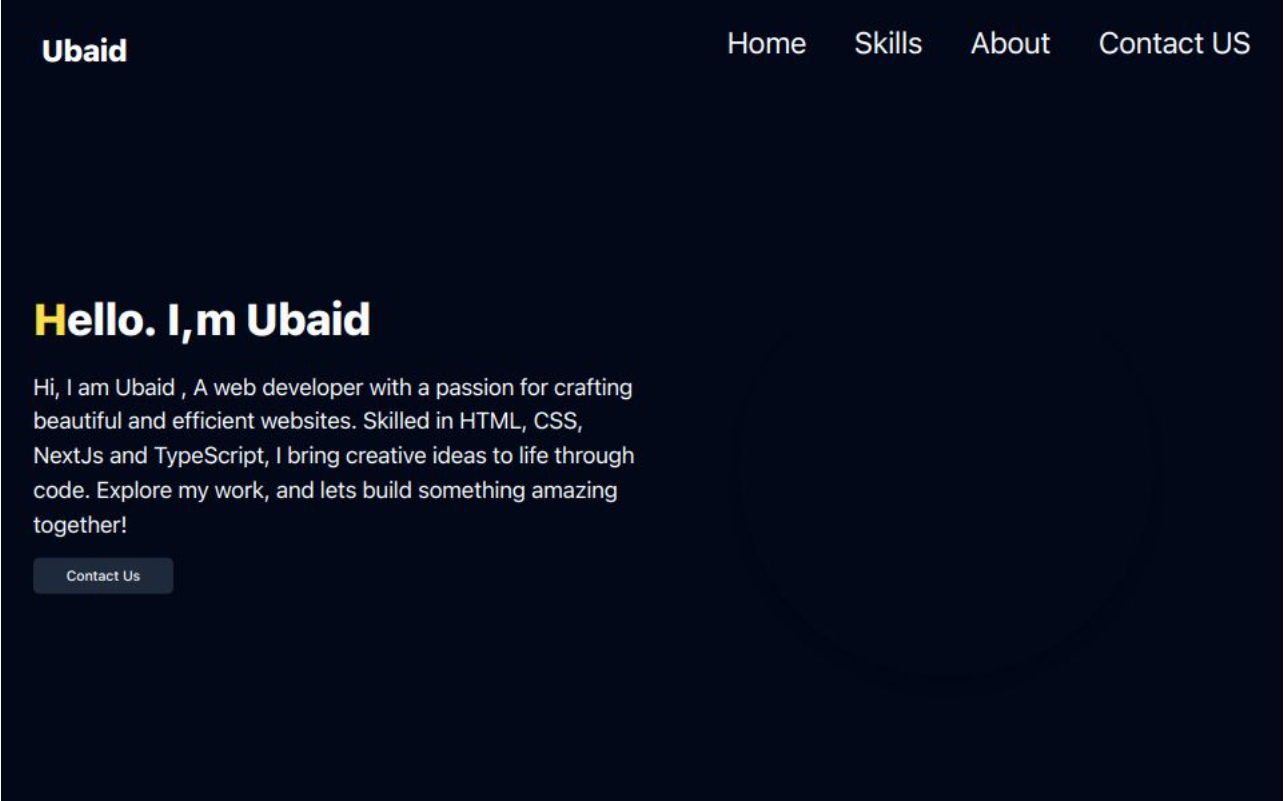 Ubaid
Home Skills About Contact US
Hello. I,m Ubaid
Hi, I am Ubaid , A web developer with a passion for crafting
beautiful and efficient websites. Skilled in HTML, CSS,
NextJs and TypeScript, I bring creative ideas to life through
code. Explore my work, and lets build something amazing
together!
Contact Us